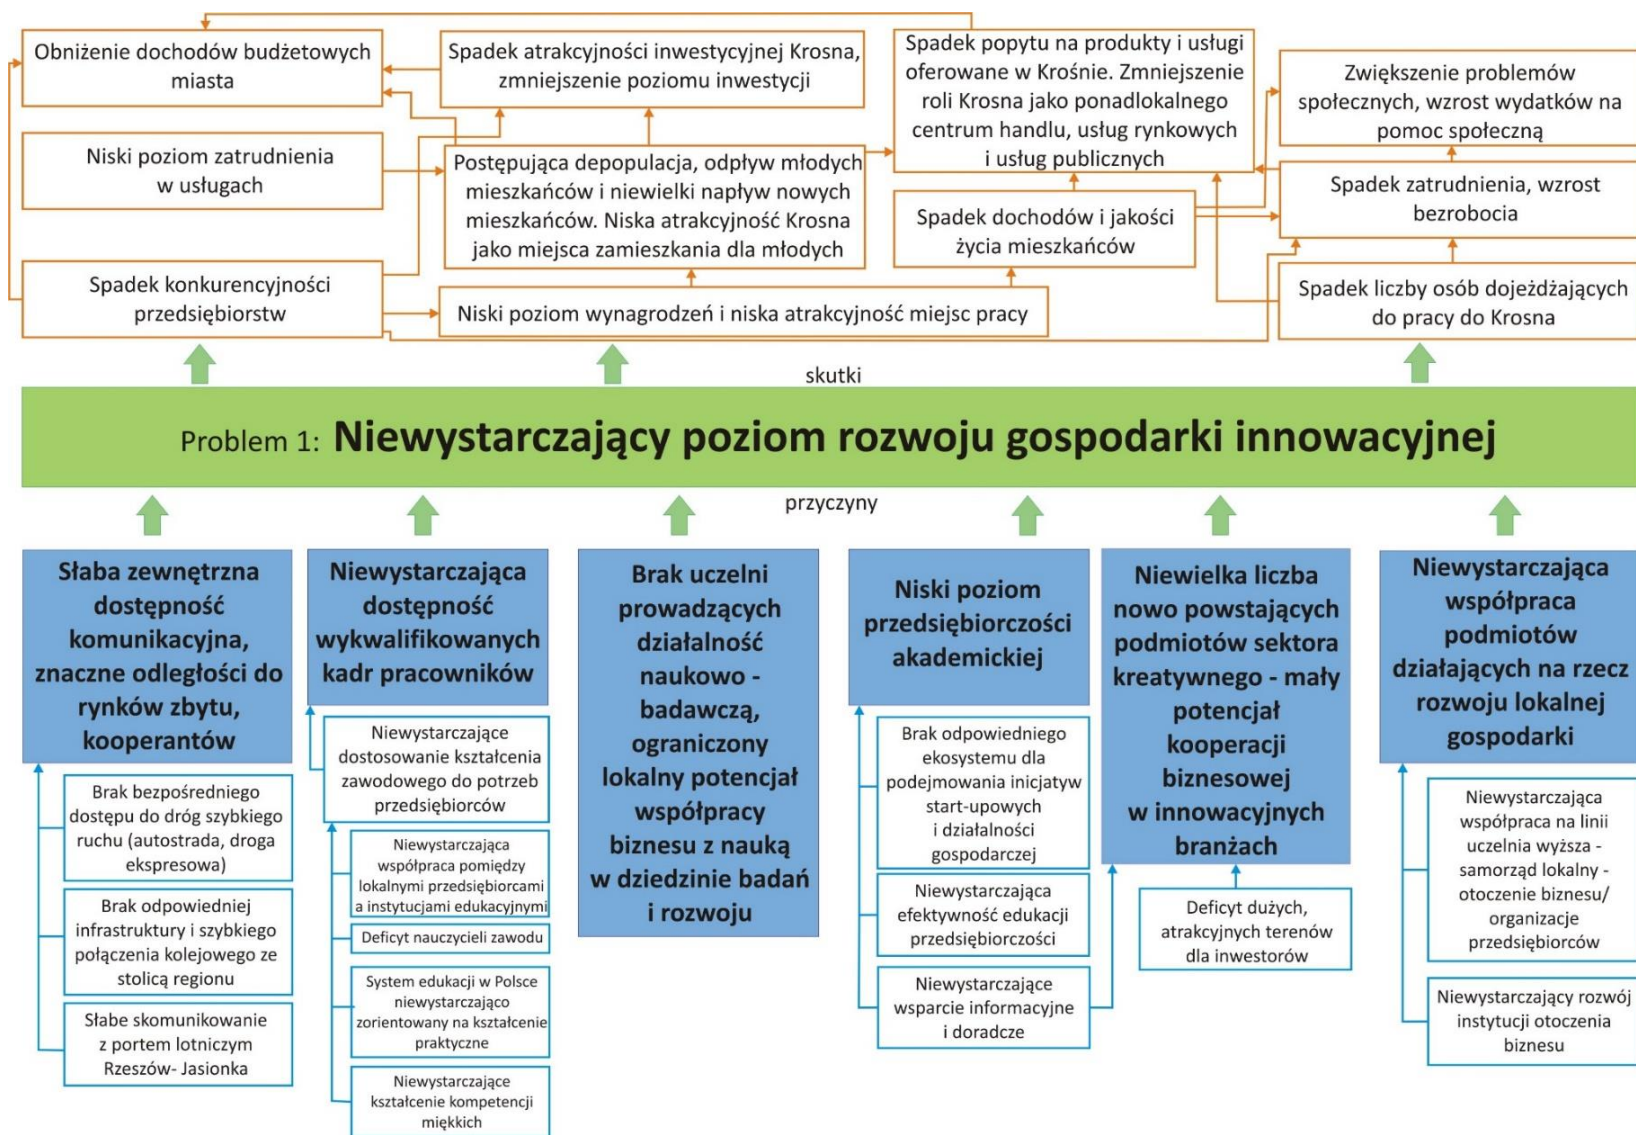 Obniżenie dochodów budżetowych
miasta
Spadek atrakcyjności inwestycyjnej Krosna,
zmniejszenie poziomu inwestycji
Spadek popytu na produkty i usługi
oferowane w Krośnie. Zmniejszenie
roli Krosna jako ponadlokalnego
centrum handlu, usług rynkowych
i usług publicznych
Zwiększenie problemów
społecznych, wzrost wydatków na
pomoc społeczną
Niski poziom zatrudnienia
w usługach
Postępująca depopulacja, odpływ młodych
mieszkańców i niewielki napływ nowych
mieszkańców. Niska atrakcyjność Krosna
jako miejsca zamieszkania dla młodych
Spadek dochodów i jakości
życia mieszkańców
Spadek zatrudnienia, wzrost
bezrobocia
Spadek konkurencyjności
przedsiębiorstw
Niski poziom wynagrodzeń i niska atrakcyjność miejsc pracy
Spadek liczby osób dojeżdżających
do pracy do Krosna
skutki
Problem 1: Niewystarczający poziom rozwoju gospodarki innowacyjnej
przyczyny
Słaba zewnętrzna
dostępność
komunikacyjna,
znaczne odległości do
rynków zbytu,
kooperantów
Brak bezpośredniego
dostępu do dróg szybkiego
ruchu (autostrada, droga
ekspresowa)
Brak odpowiedniej
infrastruktury i szybkiego
połączenia kolejowego ze
stolicą regionu
Słabe skomunikowanie
z portem lotniczym
Rzeszów- Jasionka
Niewystarczająca
dostępność
wykwalifikowanych
kadr pracowników
Niewystarczające
dostosowanie kształcenia
zawodowego do potrzeb
przedsiębiorców
Niewystarczająca
współpraca pomiędzy
lokalnymi przedsiębiorcami
a instytucjami edukacyjnymi
Deficyt nauczycieli zawodu
System edukacji w Polsce
niewystarczająco
zorientowany na kształcenie
praktyczne
Niewystarczające
kształcenie kompetencji
miękkich
Brak uczelni
prowadzących
działalność
naukowo -
badawczą,
ograniczony
lokalny potencjał
współpracy
biznesu z nauką
w dziedzinie badań
i rozwoju
Niski poziom
przedsiębiorczości
akademickiej
Brak odpowiedniego
ekosystemu dla
podejmowania inicjatyw
start-upowych
i działalności
gospodarczej
Niewystarczająca
efektywność edukacji
przedsiębiorczości
Niewystarczające
wsparcie informacyjne
i doradcze
Niewielka liczba
nowo powstających
podmiotów sektora
kreatywnego - mały
potencjał
kooperacji
biznesowej
w innowacyjnych
branżach
Deficyt dużych,
atrakcyjnych terenów
dla inwestorów
Niewystarczająca
współpraca
podmiotów
działających na rzecz
rozwoju lokalnej
gospodarki
Niewystarczająca
współpraca na linii
uczelnia wyższa -
samorząd lokalny -
otoczenie biznesu/
organizacje
przedsiębiorców
Niewystarczający rozwój
instytucji otoczenia
biznesu